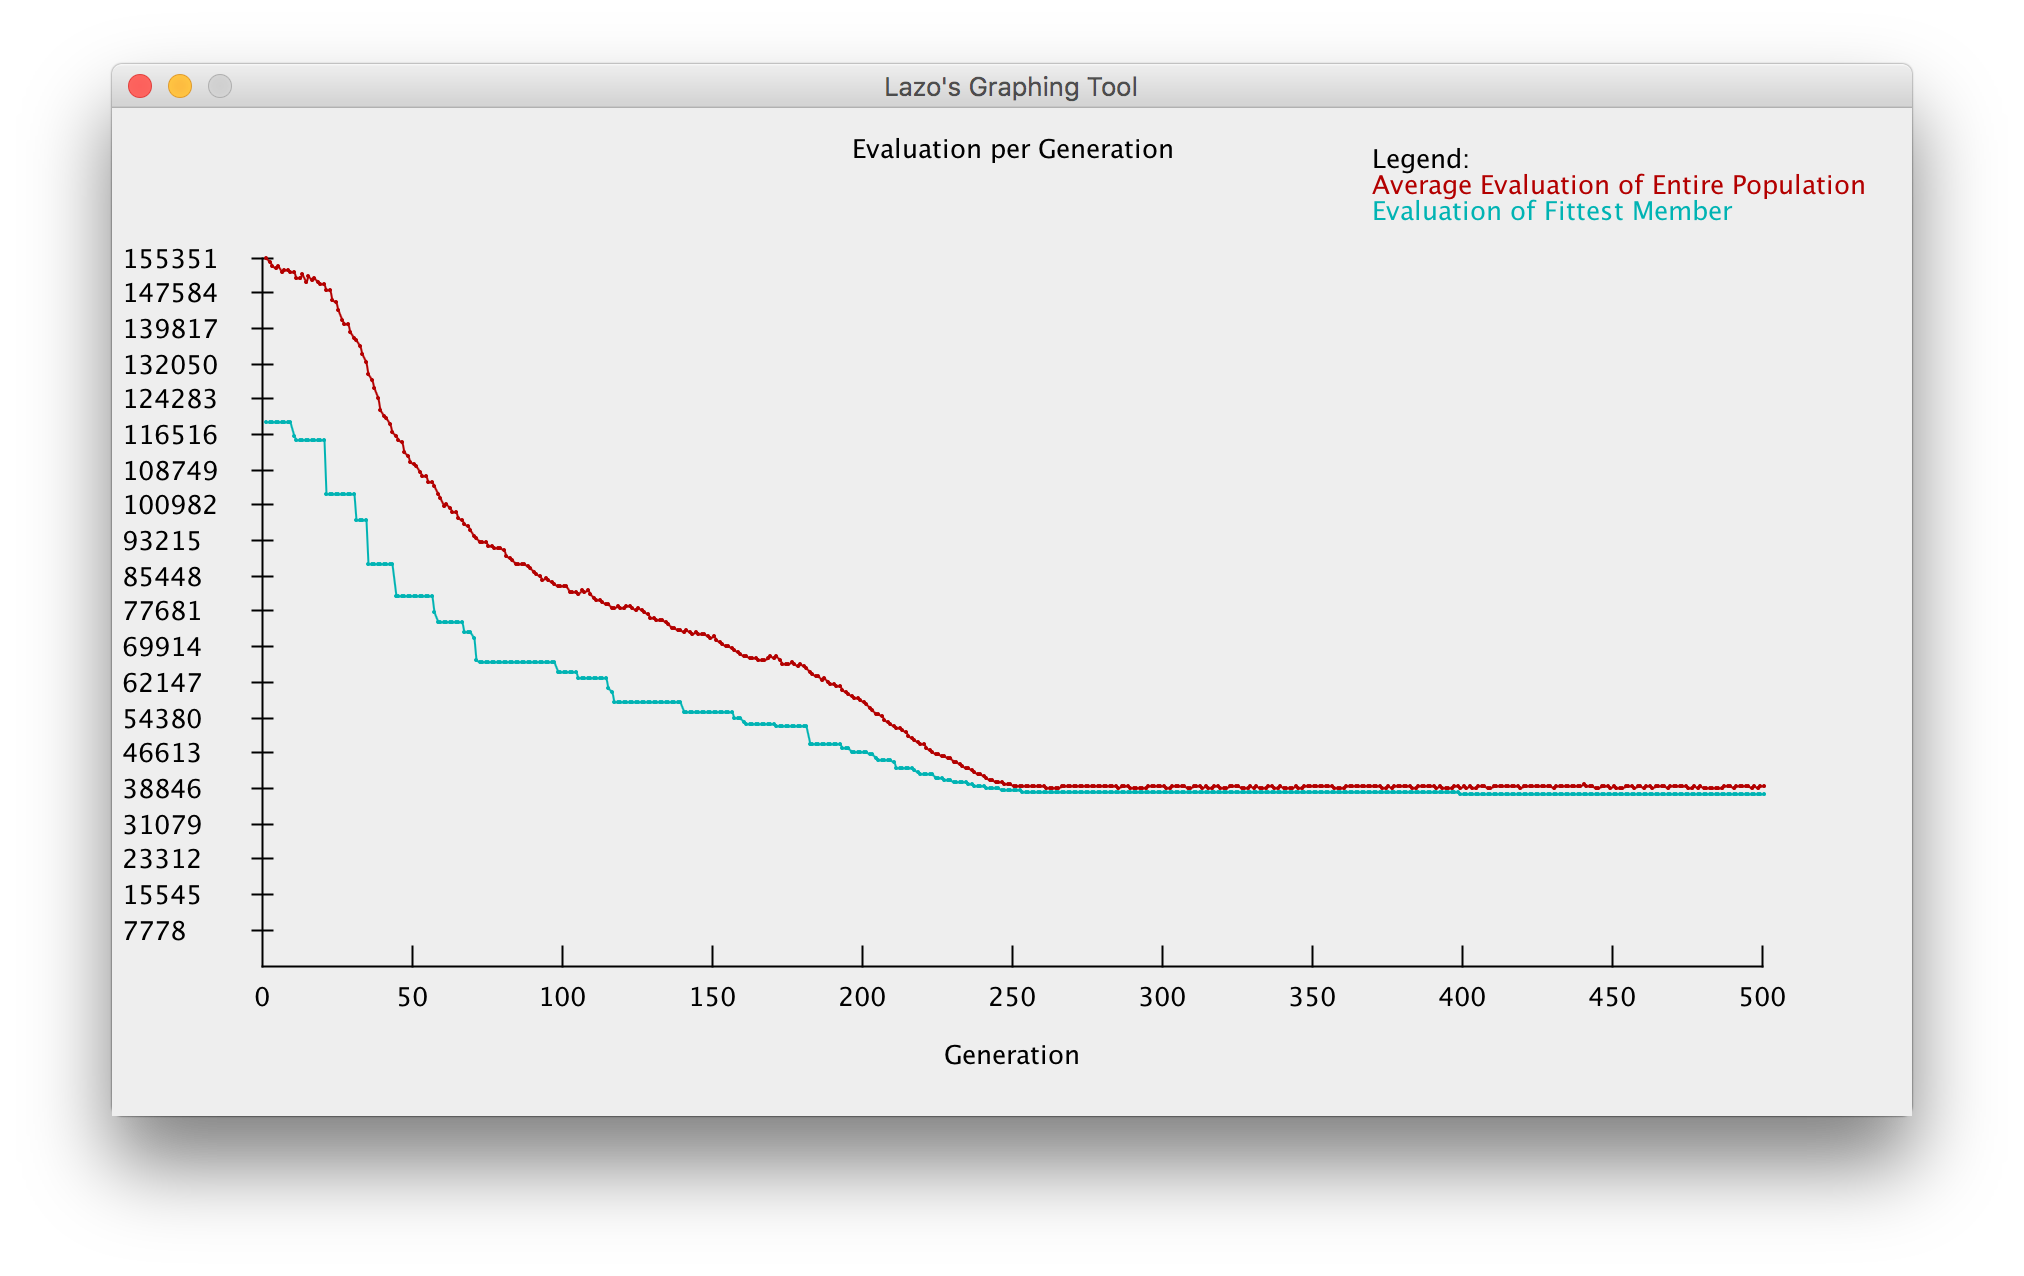 Lazo's Graphing Tool
Evaluation per Generation
Legend:
Average Evaluation of Entire Population
Evaluation of Fittest Member
155351
147584
139817
132050
124283
116516
108749
100982
93215
85448
77681
69914
62147
54380
46613
38846
31079
23312
15545
7778
0 50 100 150 200 250 300 350 400 450 500
Generation